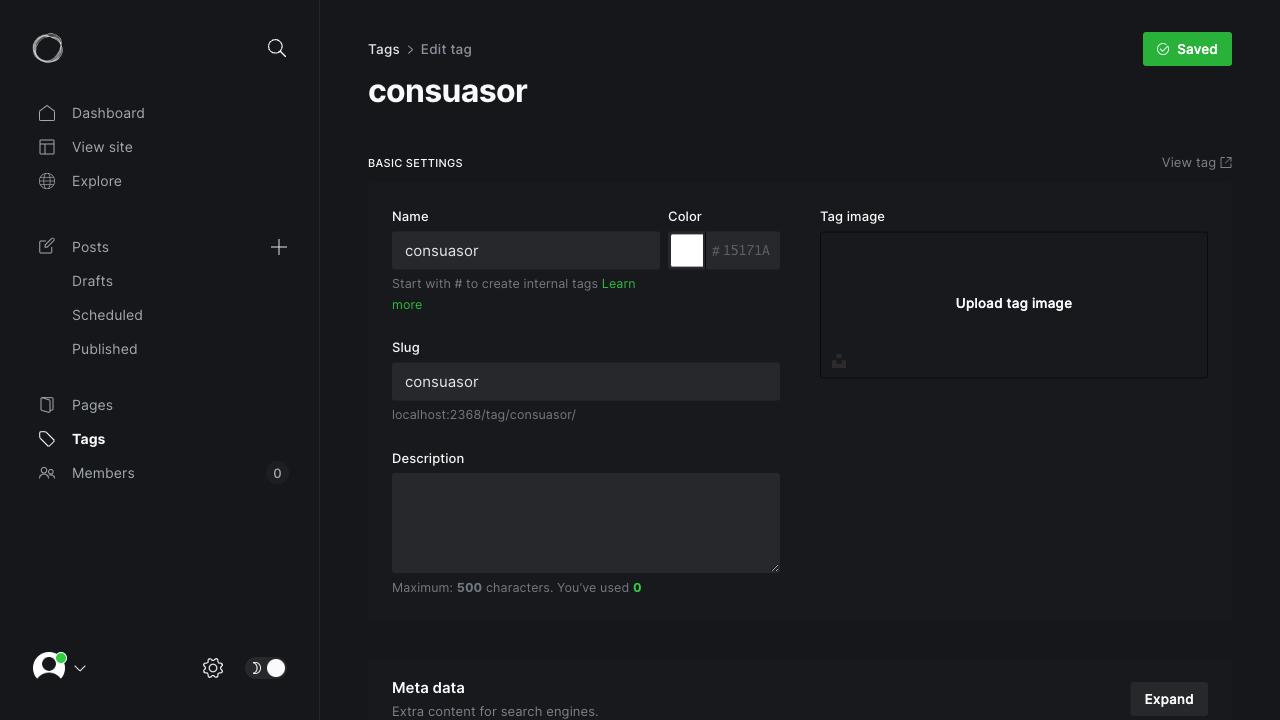 Tags > Edit tag
Saved
consuasor
Dashboard
View site
Explore
Posts
Drafts
Scheduled
Published
Pages
Tags
Members
0
BASIC SETTINGS
View tag
Name
consuasor
Start with # to create internal tags Learn
more
Color
# 15171A
Slug
consuasor
localhost:2368/tag/consuasor/
Description
Maximum: 500 characters. You've used 0
Tag image
Upload tag image
Meta data
Extra content for search engines.
Expand